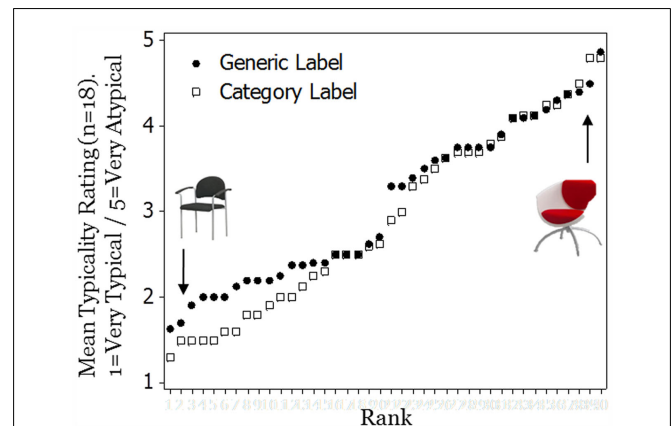 5
4
3
2
1
Mean Typicality Rating (n=18).
1=Very Typical / 5=Very Atypical
Generic Label
Category Label
Rank